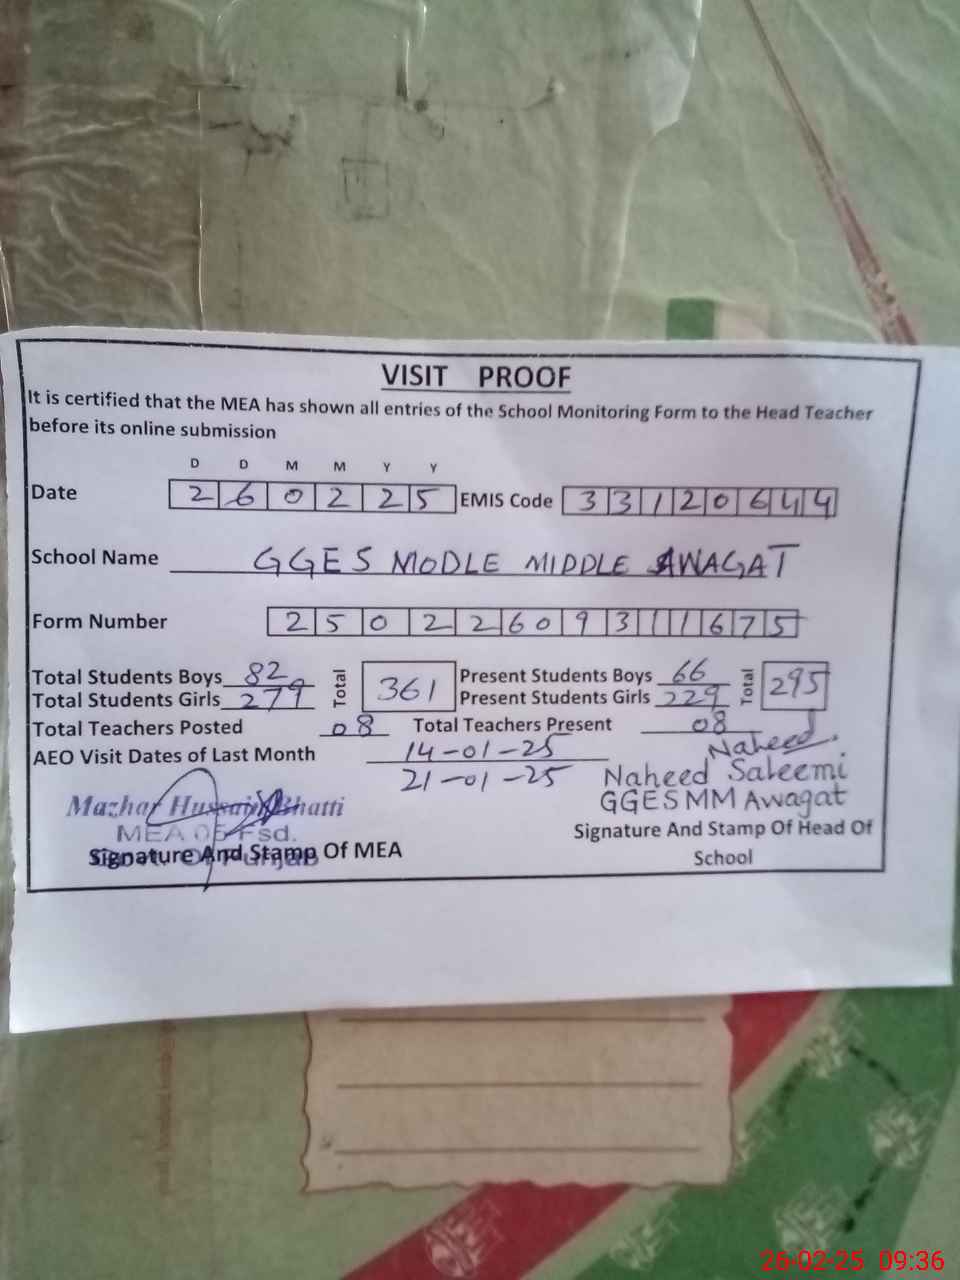 VISIT PROOF
It is certified that the MEA has shown all entries of the School Monitoring Form to the Head Teacher
before its online submission
D D M M Y Y
Date 2 6 0 2 2 5 EMIS Code 3 3 1 2 0 6 4 4
School Name GGES MODLE MIDDLE AWAGAT
Form Number 2 5 0 2 2 6 0 9 3 1 1 6 7 5
Total Students Boys 82 Total 361 Present Students Boys 66 Total 295
Total Students Girls 279 Present Students Girls 229
Total Teachers Posted 08 Total Teachers Present 08
AEO Visit Dates of Last Month 14-01-25 Naheed
21-01-25 Naheed Saleemi
Mazhar Hussain Bhatti GGESMM Awagat
MEA 05 Fsd.
Signature And Stamp Of MEA Signature And Stamp Of Head Of
School
26-02-25 09:36